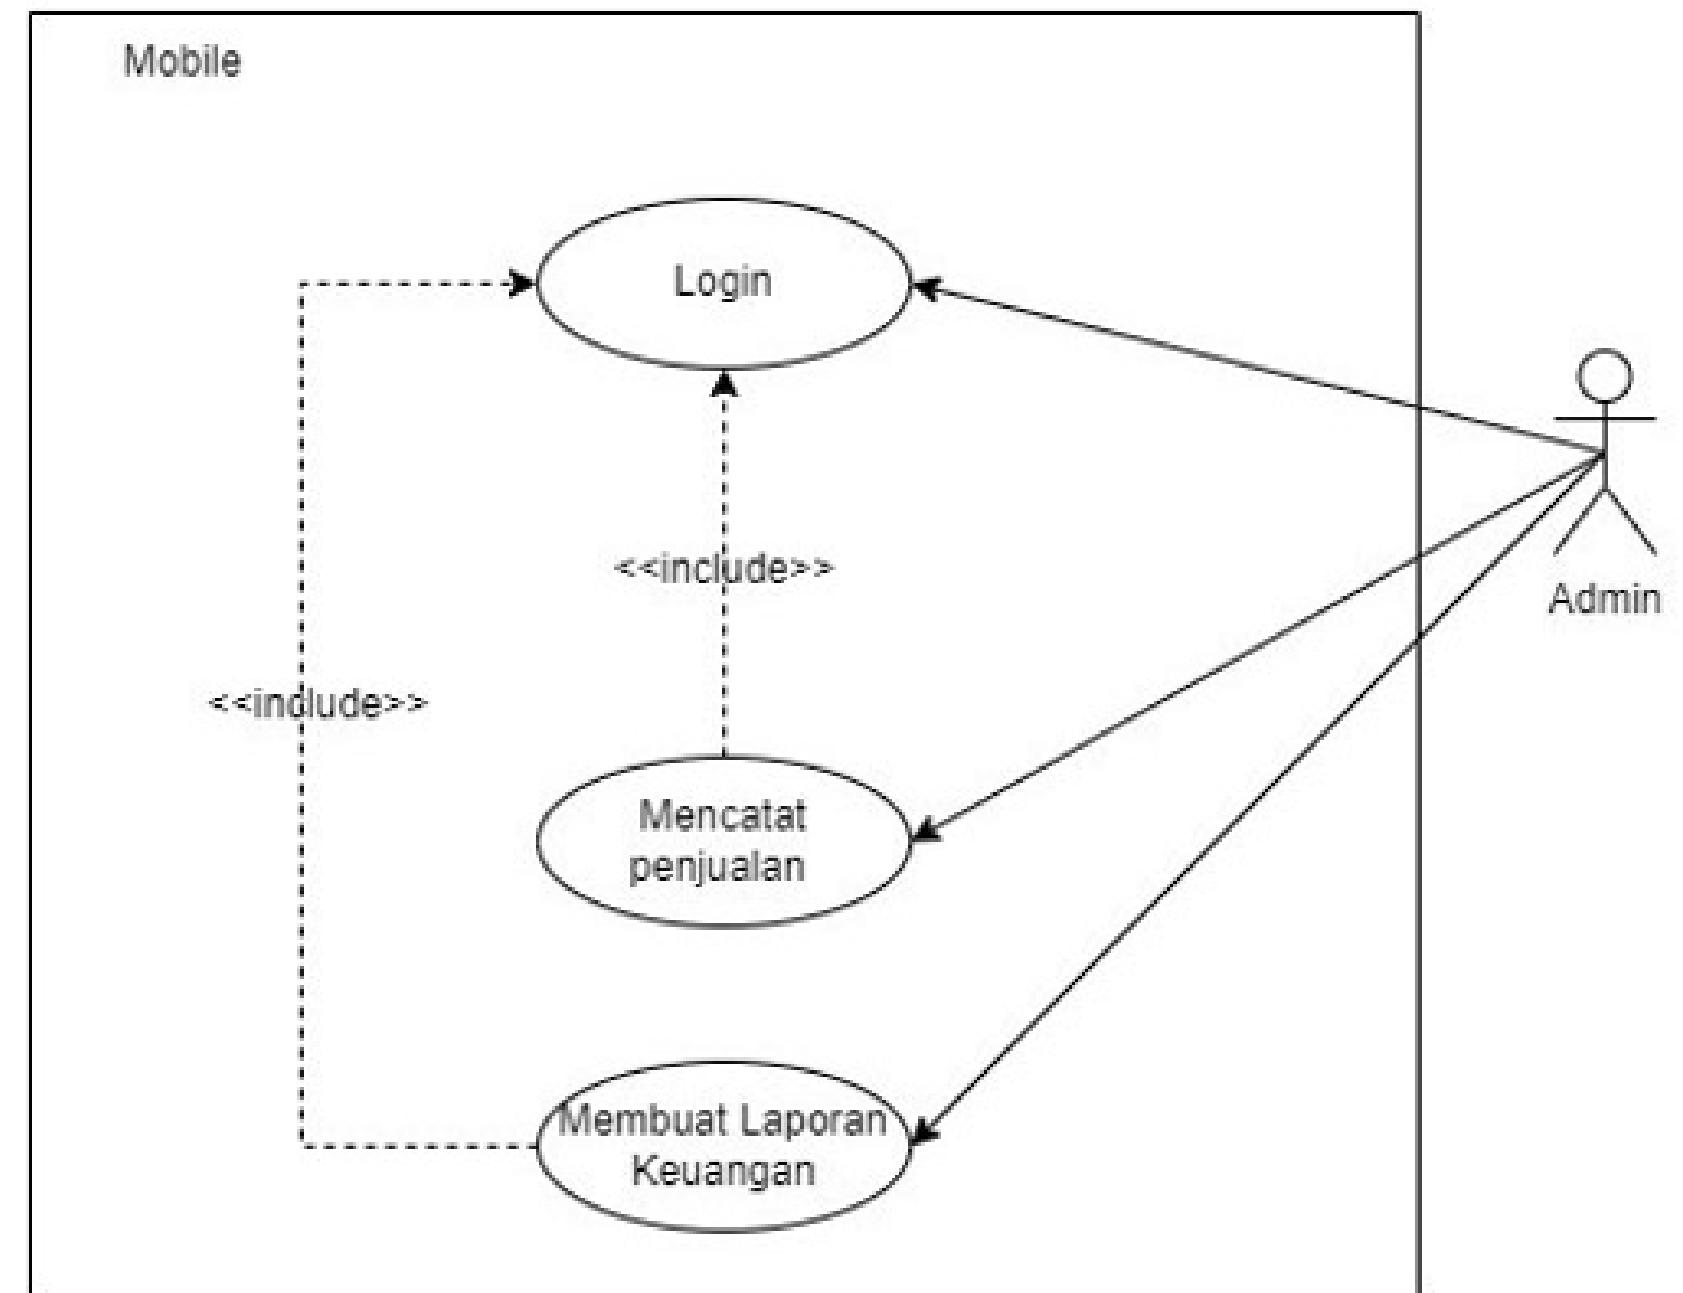 Mobile
Login
<<include>>
Admin
<<include>>
Mencatat
penjualan
Membuat Laporan
Keuangan